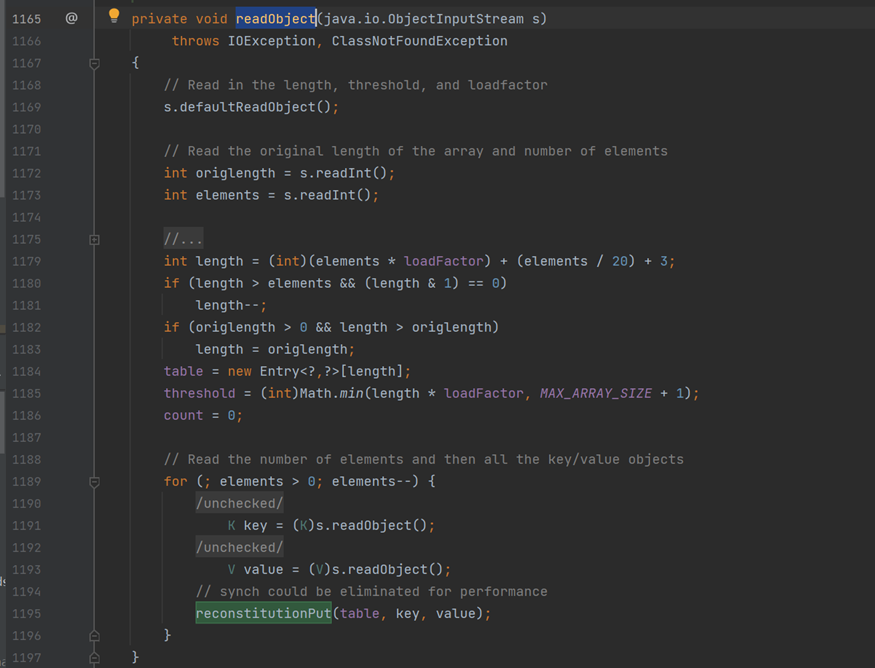 1165 @ private void readObject(java.io.ObjectInputStream s)
1166 throws IOException, ClassNotFoundException
1167 {
1168 // Read in the length, threshold, and loadfactor
1169 s.defaultReadObject();
1170
1171 // Read the original length of the array and number of elements
1172 int origlength = s.readInt();
1173 int elements = s.readInt();
1174
1175 //...
1179 int length = (int)(elements * loadFactor) + (elements / 20) + 3;
1180 if (length > elements && (length & 1) == 0)
1181 length--;
1182 if (origlength > 0 && length > origlength)
1183 length = origlength;
1184 table = new Entry<?,?>[length];
1185 threshold = (int)Math.min(length * loadFactor, MAX_ARRAY_SIZE + 1);
1186 count = 0;
1187
1188 // Read the number of elements and then all the key/value objects
1189 for (; elements > 0; elements--) {
1190 /unchecked/
1191 K key = (K)s.readObject();
1192 /unchecked/
1193 V value = (V)s.readObject();
1194 // synch could be eliminated for performance
1195 reconstitutionPut(table, key, value);
1196 }
1197 }